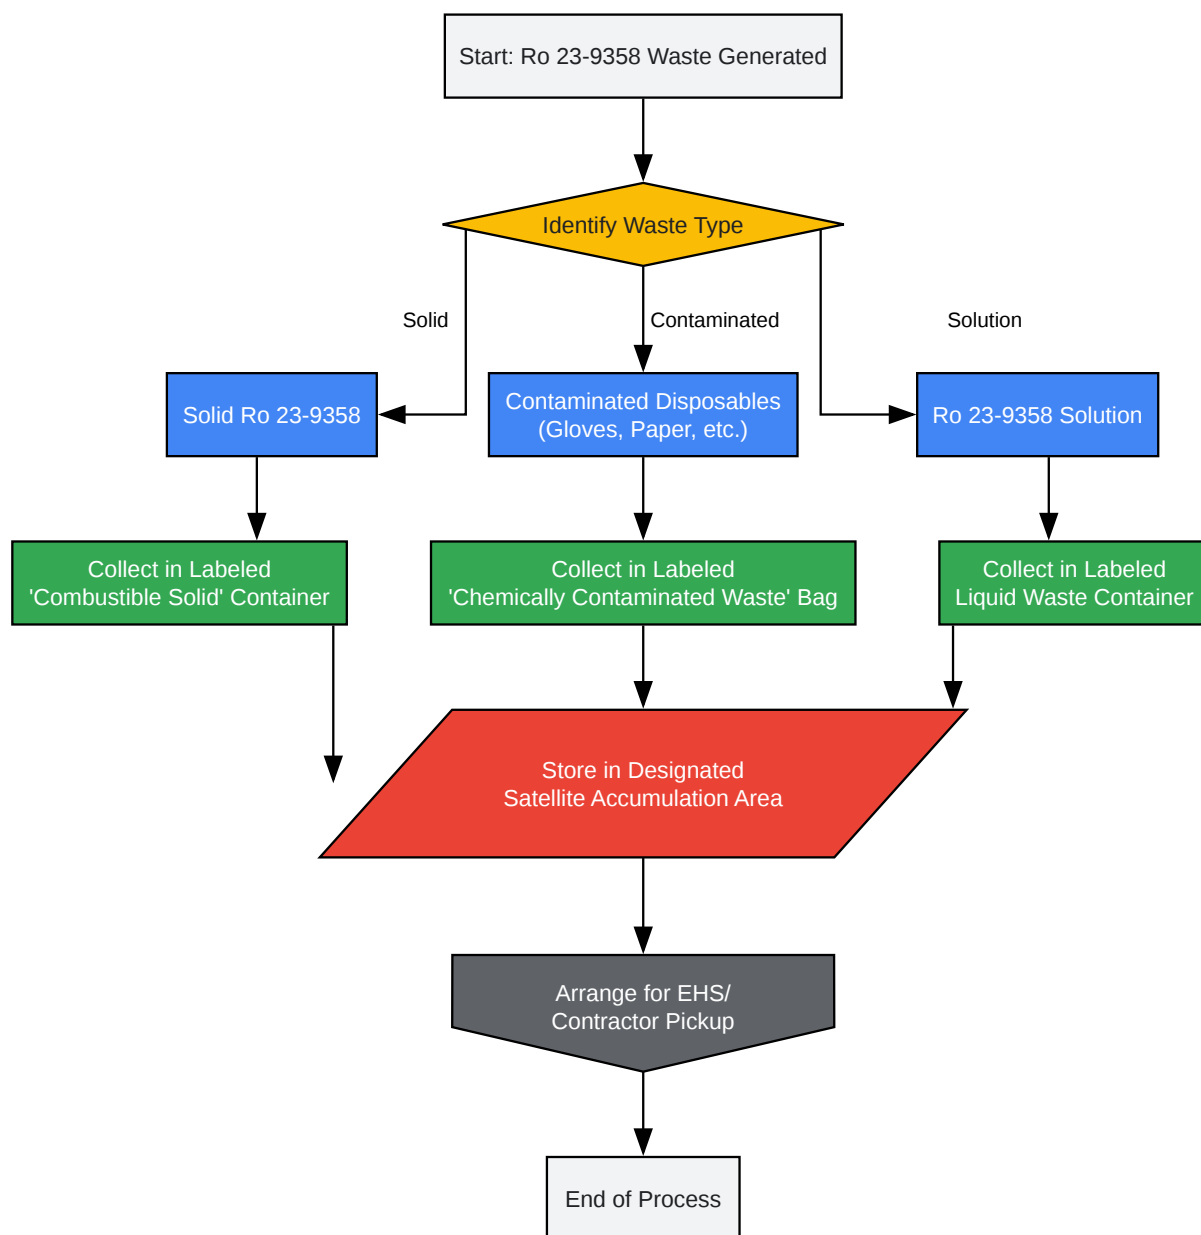 Start: Ro 23-9358 Waste Generated
Identify Waste Type
Solid
Contaminated
Solution
Solid Ro 23-9358
Contaminated Disposables
(Gloves, Paper, etc.)
Ro 23-9358 Solution
Collect in Labeled
'Combustible Solid' Container
Collect in Labeled
'Chemically Contaminated Waste' Bag
Collect in Labeled
Liquid Waste Container
Store in Designated
Satellite Accumulation Area
Arrange for EHS/
Contractor Pickup
End of Process